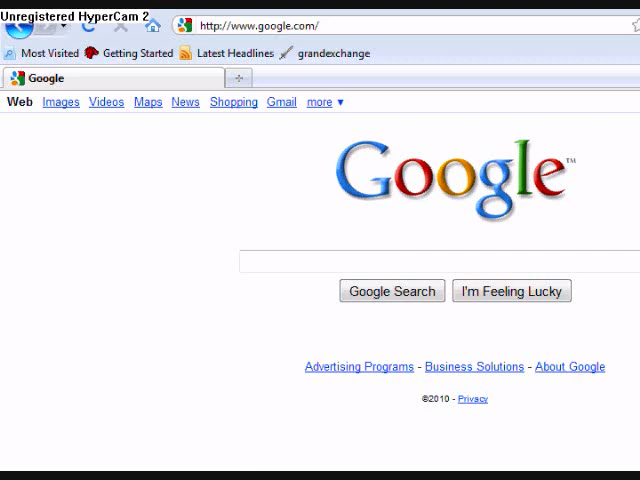 Unregistered HyperCam 2
http://www.google.com/
Most Visited Getting Started Latest Headlines grandexchange
Google
Web Images Videos Maps News Shopping Gmail more ▼
Google™
Google Search I'm Feeling Lucky
Advertising Programs - Business Solutions - About Google
©2010 - Privacy